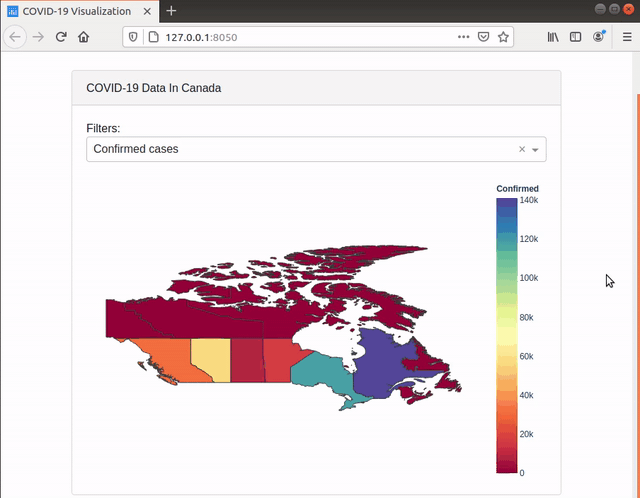 COVID-19 Visualization
127.0.0.1:8050
COVID-19 Data In Canada
Filters:
Confirmed cases
Confirmed
140k
120k
100k
80k
60k
40k
20k
0